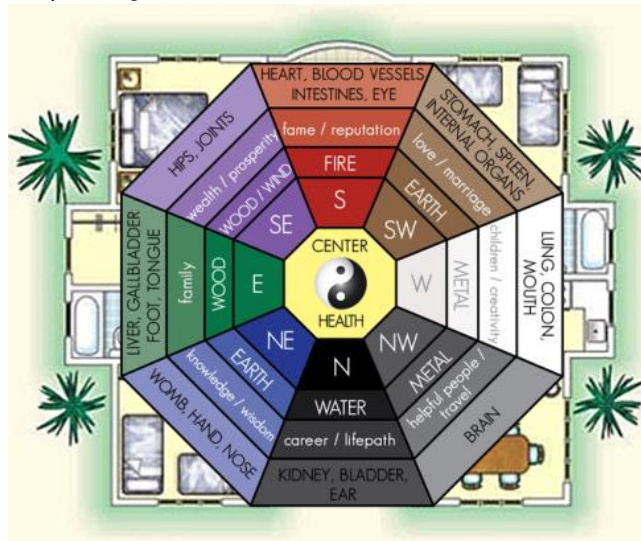 HEART, BLOOD VESSELS
INTESTINES, EYE
fame / reputation
FIRE
S
STOMACH, SPLEEN,
INTERNAL ORGANS
love / marriage
EARTH
SW
LUNG, COLON,
MOUTH
children / creativity
METAL
W
BRAIN
helpful people /
travel
METAL
NW
KIDNEY, BLADDER,
EAR
career / lifepath
WATER
N
WOMB, HAND, NOSE
knowledge / wisdom
EARTH
NE
LIVER, GALLBLADDER
FOOT, TONGUE
family
WOOD
E
HIPS, JOINTS
wealth / prosperity
WOOD / WIND
SE
CENTER
HEALTH